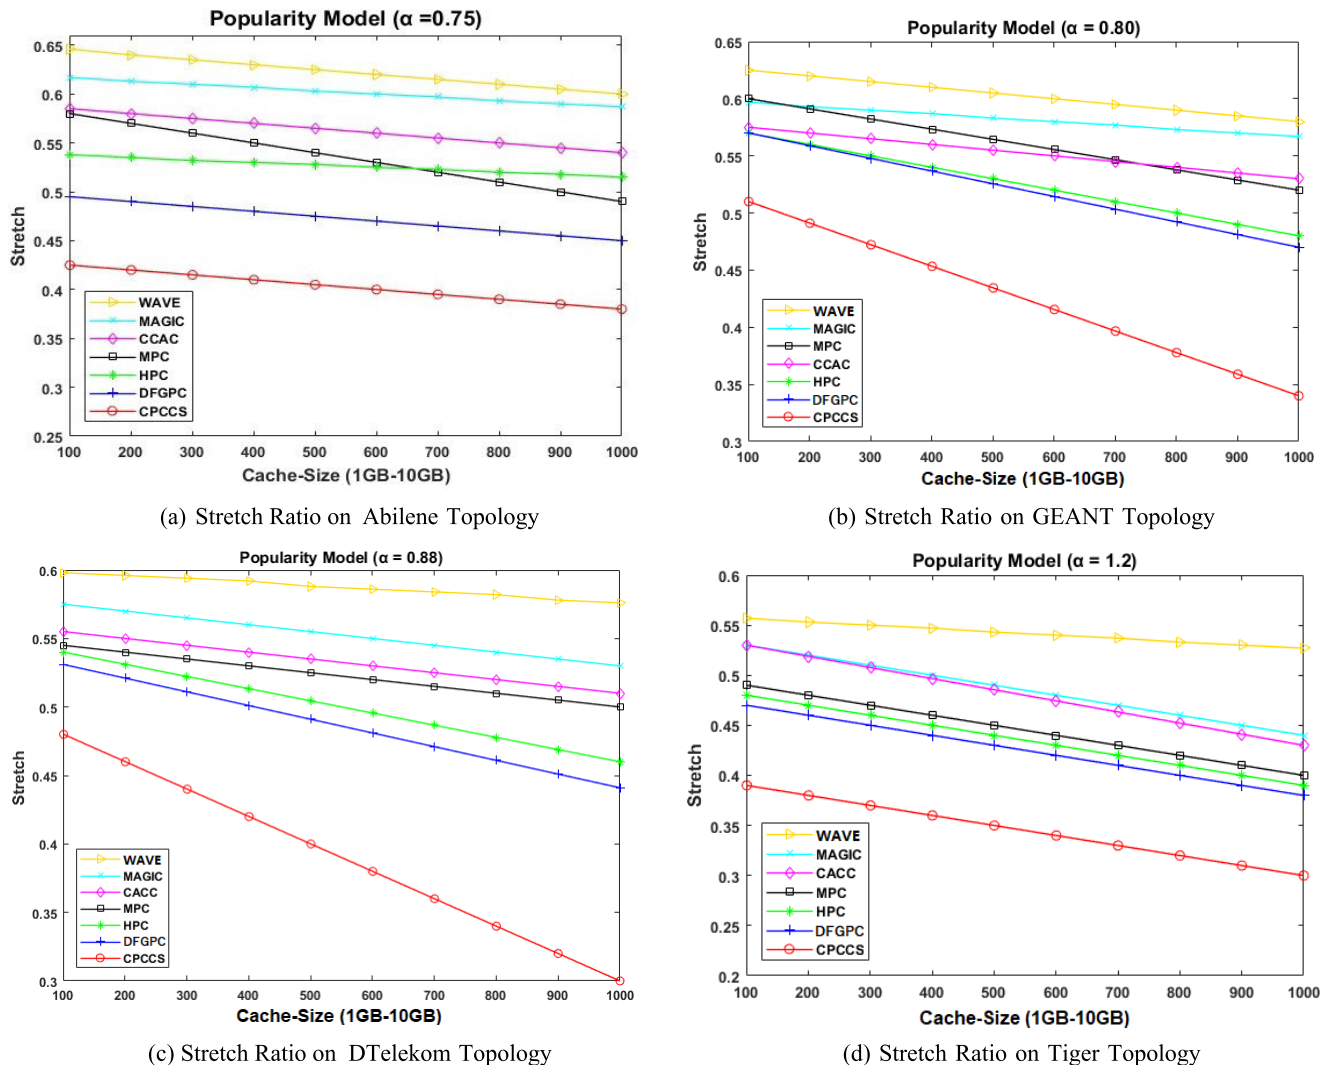 Popularity Model (α =0.75)
0.65
0.6
0.55
0.5
0.45
0.4
0.35
0.3
0.25
Stretch
WAVE
MAGIC
CCAC
MPC
HPC
DFGPC
CPCCS
100 200 300 400 500 600 700 800 900 1000
Cache-Size (1GB-10GB)
(a) Stretch Ratio on Abilene Topology
Popularity Model (α = 0.80)
0.65
0.6
0.55
0.5
0.45
0.4
0.35
0.3
Stretch
WAVE
MAGIC
MPC
CCAC
HPC
DFGPC
CPCCS
100 200 300 400 500 600 700 800 900 1000
Cache-Size (1GB-10GB)
(b) Stretch Ratio on GEANT Topology
Popularity Model (α = 0.88)
0.6
0.55
0.5
0.45
0.4
0.35
0.3
Stretch
WAVE
MAGIC
CACC
MPC
HPC
DFGPC
CPCCS
100 200 300 400 500 600 700 800 900 1000
Cache-Size (1GB-10GB)
(c) Stretch Ratio on DTelekom Topology
Popularity Model (α = 1.2)
0.6
0.55
0.5
0.45
0.4
0.35
0.3
0.25
0.2
Stretch
WAVE
MAGIC
CACC
MPC
HPC
DFGPC
CPCCS
100 200 300 400 500 600 700 800 900 1000
Cache-Size (1GB-10GB)
(d) Stretch Ratio on Tiger Topology